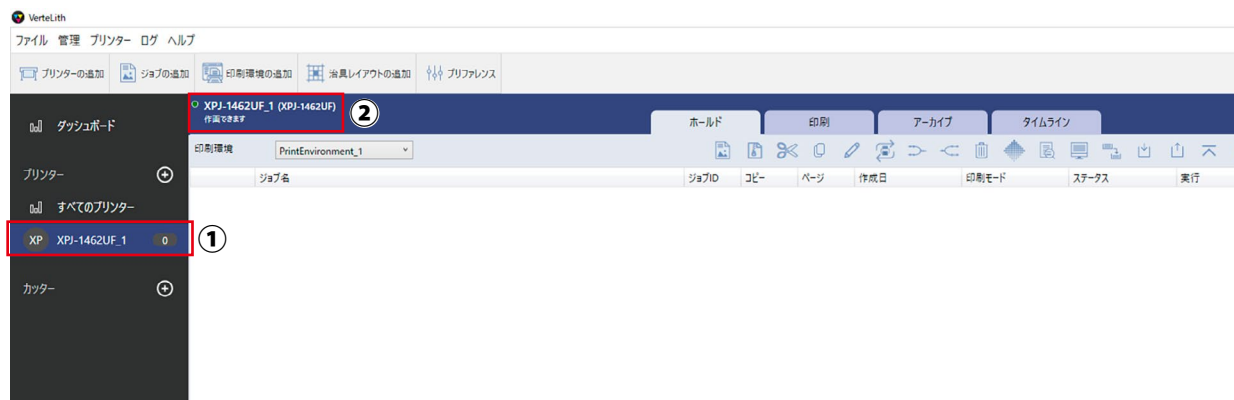 VerteLith
ファイル 管理 プリンター ログ ヘルプ
プリンターの追加 ジョブの追加 印刷環境の追加 治具レイアウトの追加 プリファレンス
XPJ-1462UF_1 (XPJ-1462UF)
作画できます
②
ホールド 印刷 アーカイブ タイムライン
ダッシュボード
印刷環境 PrintEnvironment_1
プリンター
ジョブ名 ジョブID コピー ページ 作成日 印刷モード ステータス 実行
すべてのプリンター
XP XPJ-1462UF_1 0
①
カッター